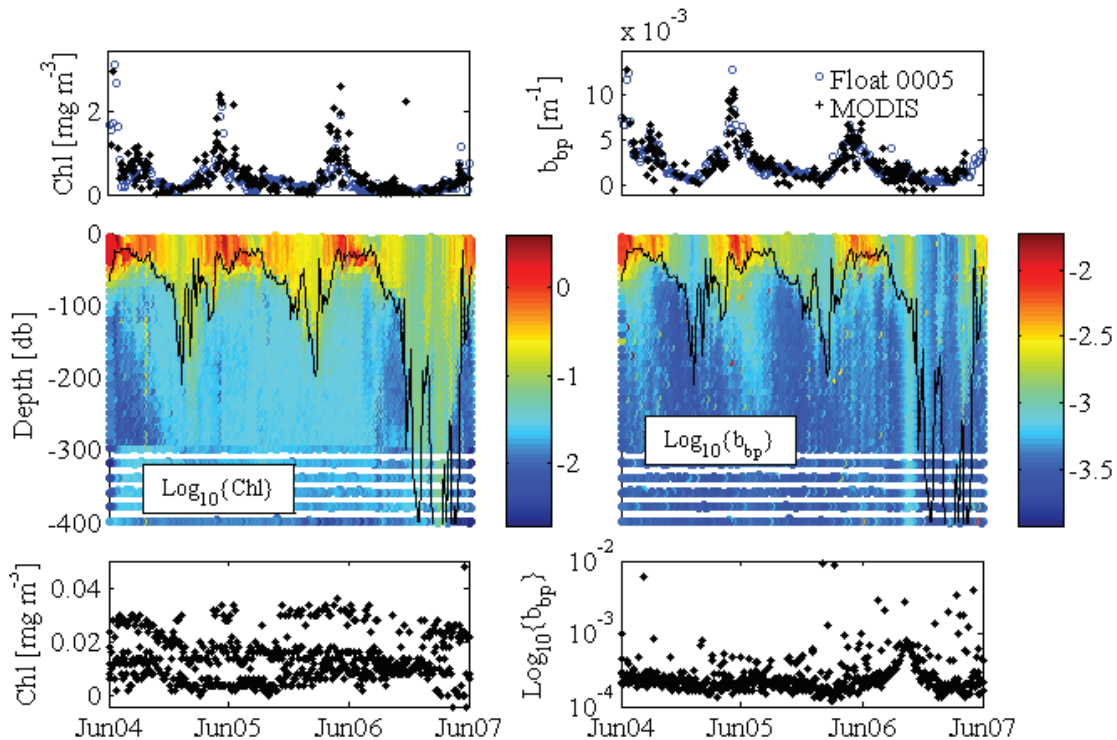 x 10⁻³
Chl [mg m⁻³]
2
0
b_bp [m⁻¹]
10
5
0
Float 0005
MODIS
Depth [db]
0
-100
-200
-300
-400
Log₁₀{Chl}
0
-1
-2
Log₁₀{b_bp}
-2
-2.5
-3
-3.5
Chl [mg m⁻³]
0.04
0.02
0
Jun04 Jun05 Jun06 Jun07
Log₁₀{b_bp}
10⁻²
10⁻³
10⁻⁴
Jun04 Jun05 Jun06 Jun07